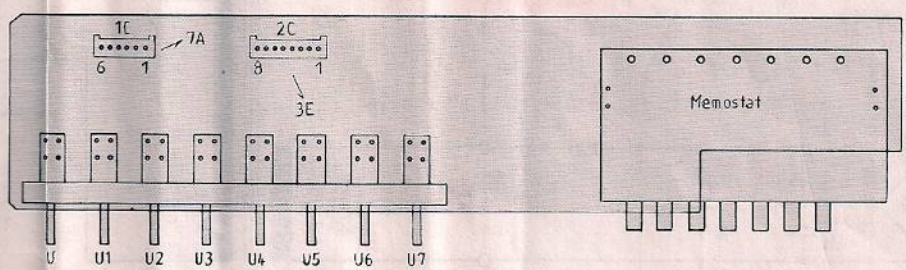 1C 2C
7A
6 1 8 1
3E
Memostat
U U1 U2 U3 U4 U5 U6 U7